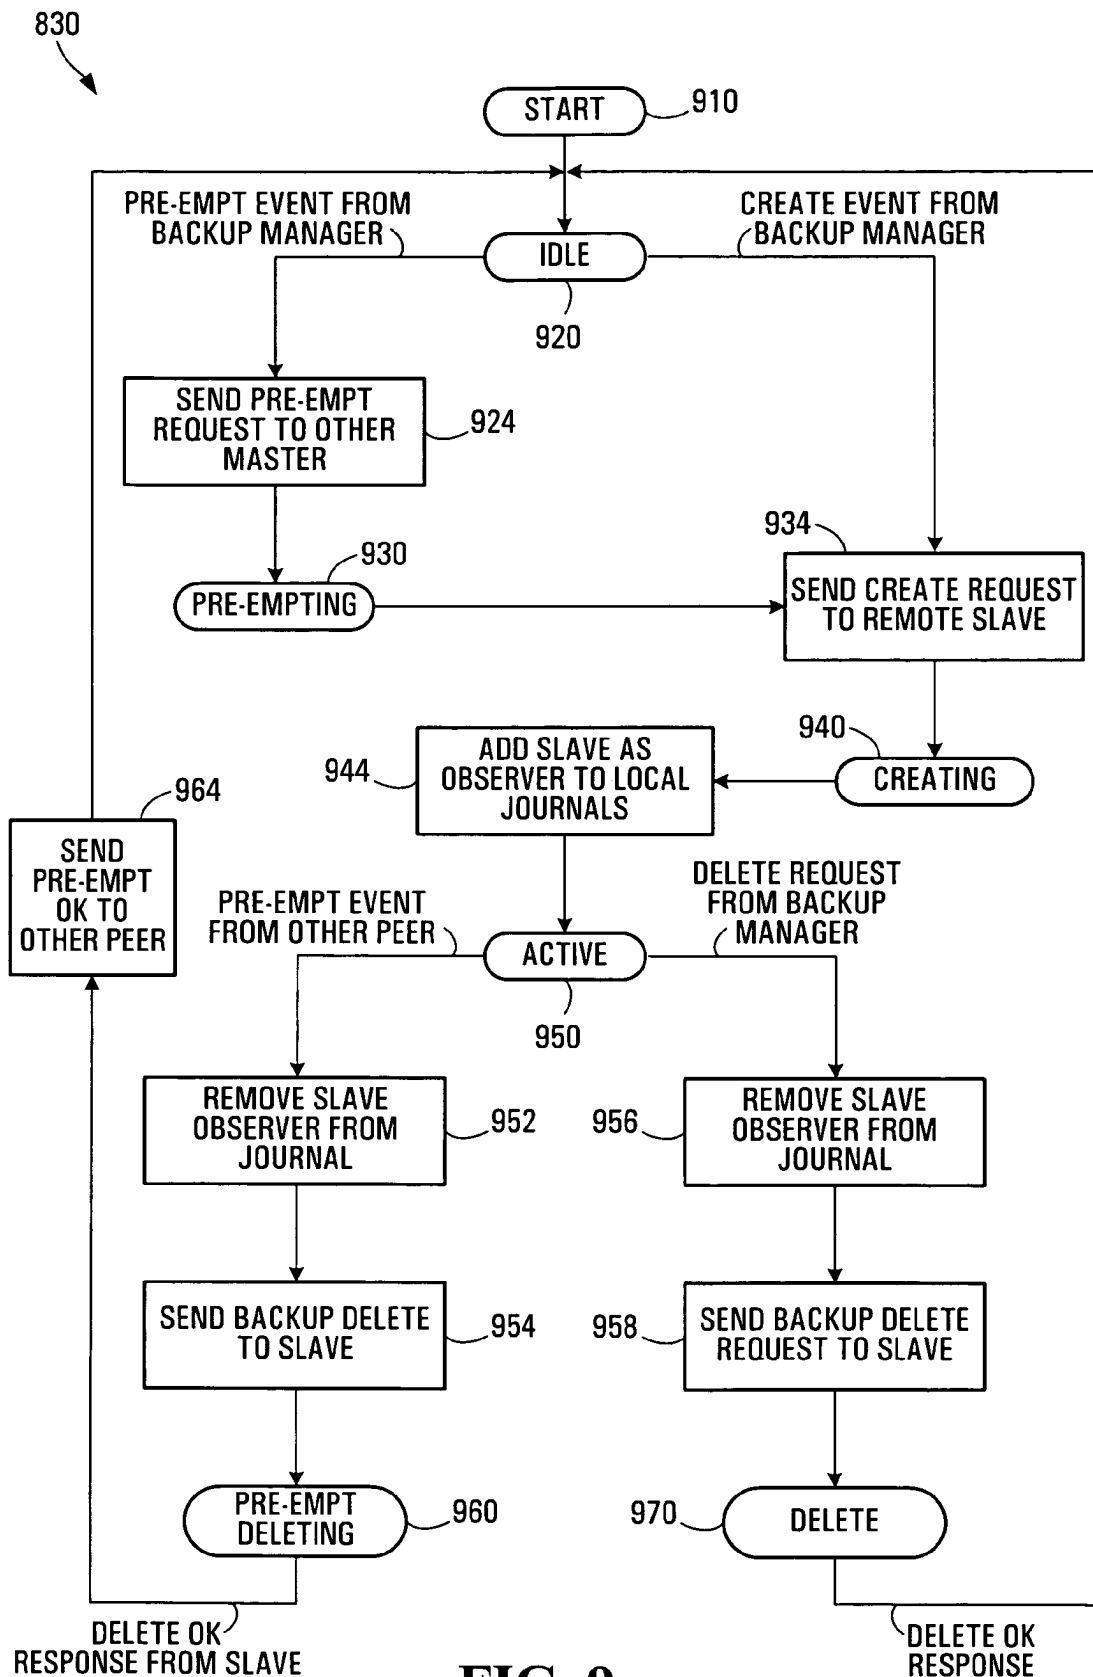 830
START
910
PRE-EMPT EVENT FROM
BACKUP MANAGER
CREATE EVENT FROM
BACKUP MANAGER
IDLE
920
SEND PRE-EMPT
REQUEST TO OTHER
MASTER
924
934
930
PRE-EMPTING
SEND CREATE REQUEST
TO REMOTE SLAVE
940
944
ADD SLAVE AS
OBSERVER TO LOCAL
JOURNALS
CREATING
964
SEND
PRE-EMPT
OK TO
OTHER PEER
PRE-EMPT EVENT
FROM OTHER PEER
DELETE REQUEST
FROM BACKUP
MANAGER
ACTIVE
950
REMOVE SLAVE
OBSERVER FROM
JOURNAL
952
956
REMOVE SLAVE
OBSERVER FROM
JOURNAL
SEND BACKUP DELETE
TO SLAVE
954
958
SEND BACKUP DELETE
REQUEST TO SLAVE
PRE-EMPT
DELETING
960
970
DELETE
DELETE OK
RESPONSE FROM SLAVE
DELETE OK
RESPONSE
FIG. 9